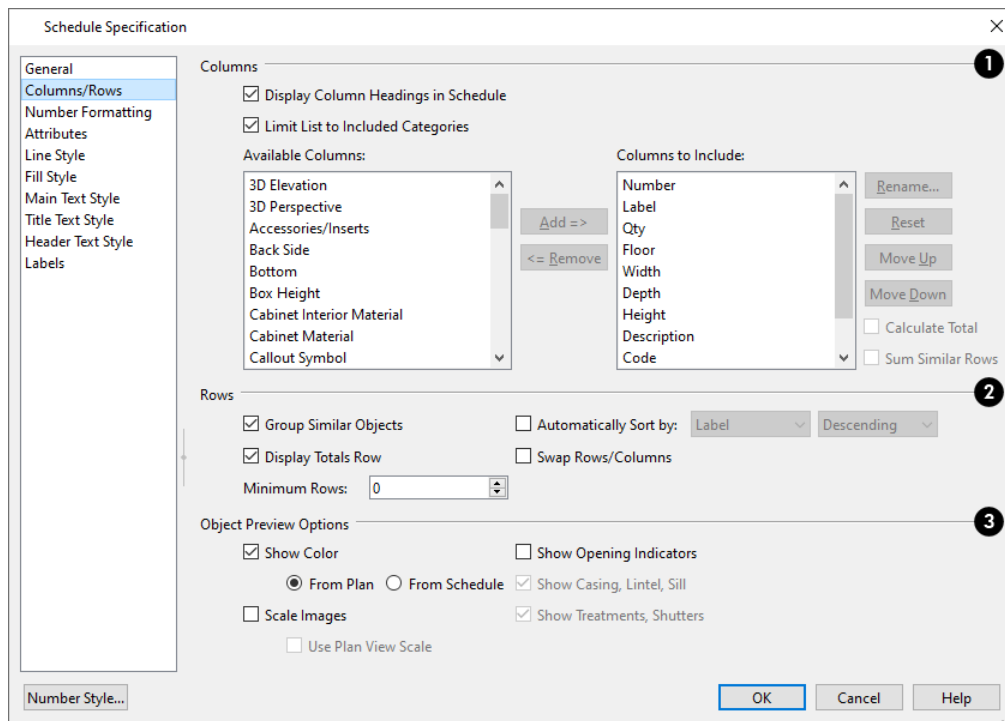 Schedule Specification
General
Columns/Rows
Number Formatting
Attributes
Line Style
Fill Style
Main Text Style
Title Text Style
Header Text Style
Labels
Columns
1
Display Column Headings in Schedule
Limit List to Included Categories
Available Columns:
3D Elevation
3D Perspective
Accessories/Inserts
Back Side
Bottom
Box Height
Cabinet Interior Material
Cabinet Material
Callout Symbol
Add =>
<= Remove
Columns to Include:
Number
Label
Qty
Floor
Width
Depth
Height
Description
Code
Rename...
Reset
Move Up
Move Down
Calculate Total
Sum Similar Rows
Rows
2
Group Similar Objects
Automatically Sort by:
Label
Descending
Display Totals Row
Swap Rows/Columns
Minimum Rows:
0
Object Preview Options
3
Show Color
Show Opening Indicators
From Plan
From Schedule
Show Casing, Lintel, Sill
Scale Images
Show Treatments, Shutters
Use Plan View Scale
Number Style...
OK
Cancel
Help